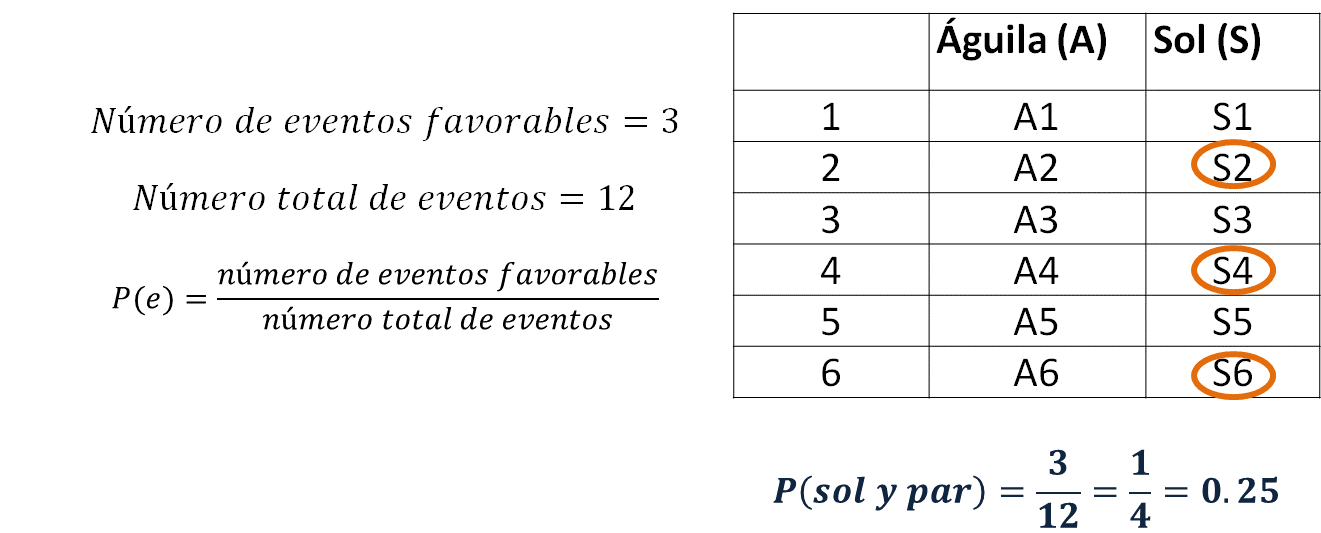 Número de eventos favorables = 3
Número total de eventos = 12
P(e) = número de eventos favorables / número total de eventos
Águila (A) Sol (S)
1 A1 S1
2 A2 S2
3 A3 S3
4 A4 S4
5 A5 S5
6 A6 S6
P(sol y par) = 3/12 = 1/4 = 0.25